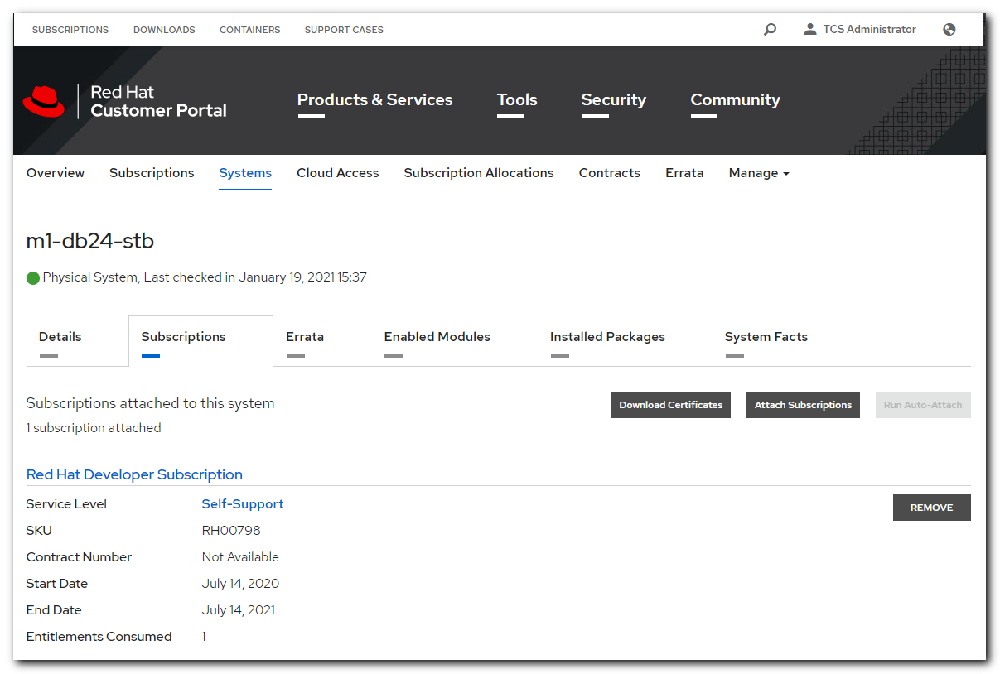 SUBSCRIPTIONS DOWNLOADS CONTAINERS SUPPORT CASES TCS Administrator
Red Hat
Customer Portal
Products & Services Tools Security Community
Overview Subscriptions Systems Cloud Access Subscription Allocations Contracts Errata Manage
m1-db24-stb
Physical System, Last checked in January 19, 2021 15:37
Details Subscriptions Errata Enabled Modules Installed Packages System Facts
Subscriptions attached to this system
Download Certificates Attach Subscriptions Run Auto-Attach
1 subscription attached
Red Hat Developer Subscription
Service Level Self-Support
REMOVE
SKU RH00798
Contract Number Not Available
Start Date July 14, 2020
End Date July 14, 2021
Entitlements Consumed 1